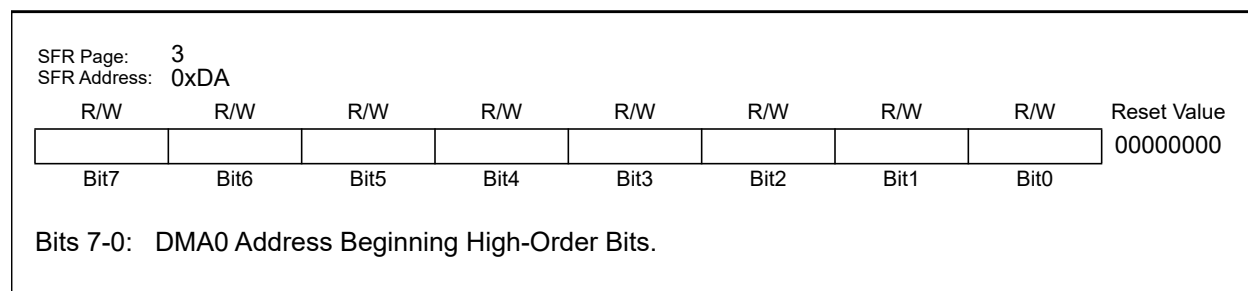 SFR Page: 3
SFR Address: 0xDA
R/W R/W R/W R/W R/W R/W R/W R/W Reset Value
00000000
Bit7 Bit6 Bit5 Bit4 Bit3 Bit2 Bit1 Bit0
Bits 7-0: DMA0 Address Beginning High-Order Bits.